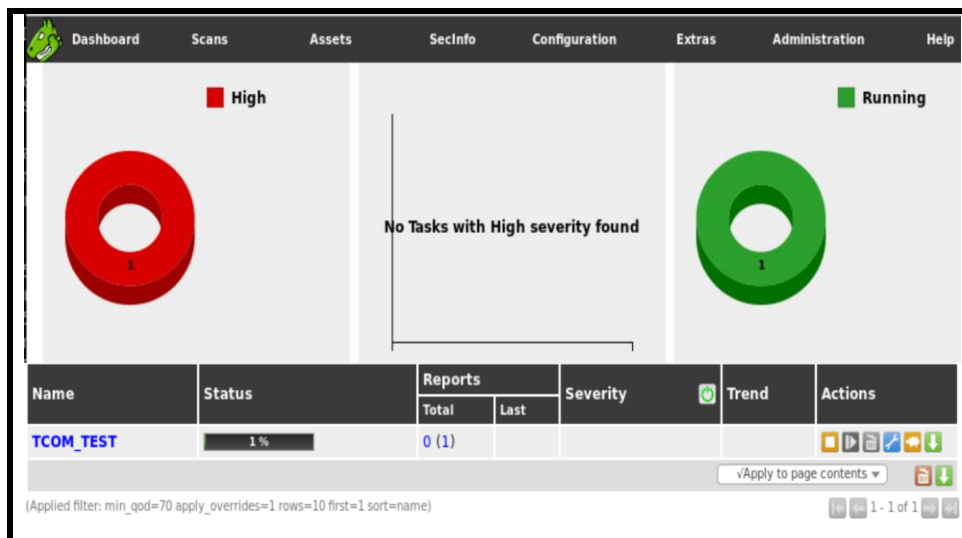 Dashboard Scans Assets SecInfo Configuration Extras Administration Help
High
1
No Tasks with High severity found
Running
1
Name Status Reports Severity Trend Actions
Total Last
TCOM_TEST 1 % 0 (1)
√Apply to page contents
(Applied filter: min_qod=70 apply_overrides=1 rows=10 first=1 sort=name) 1 - 1 of 1